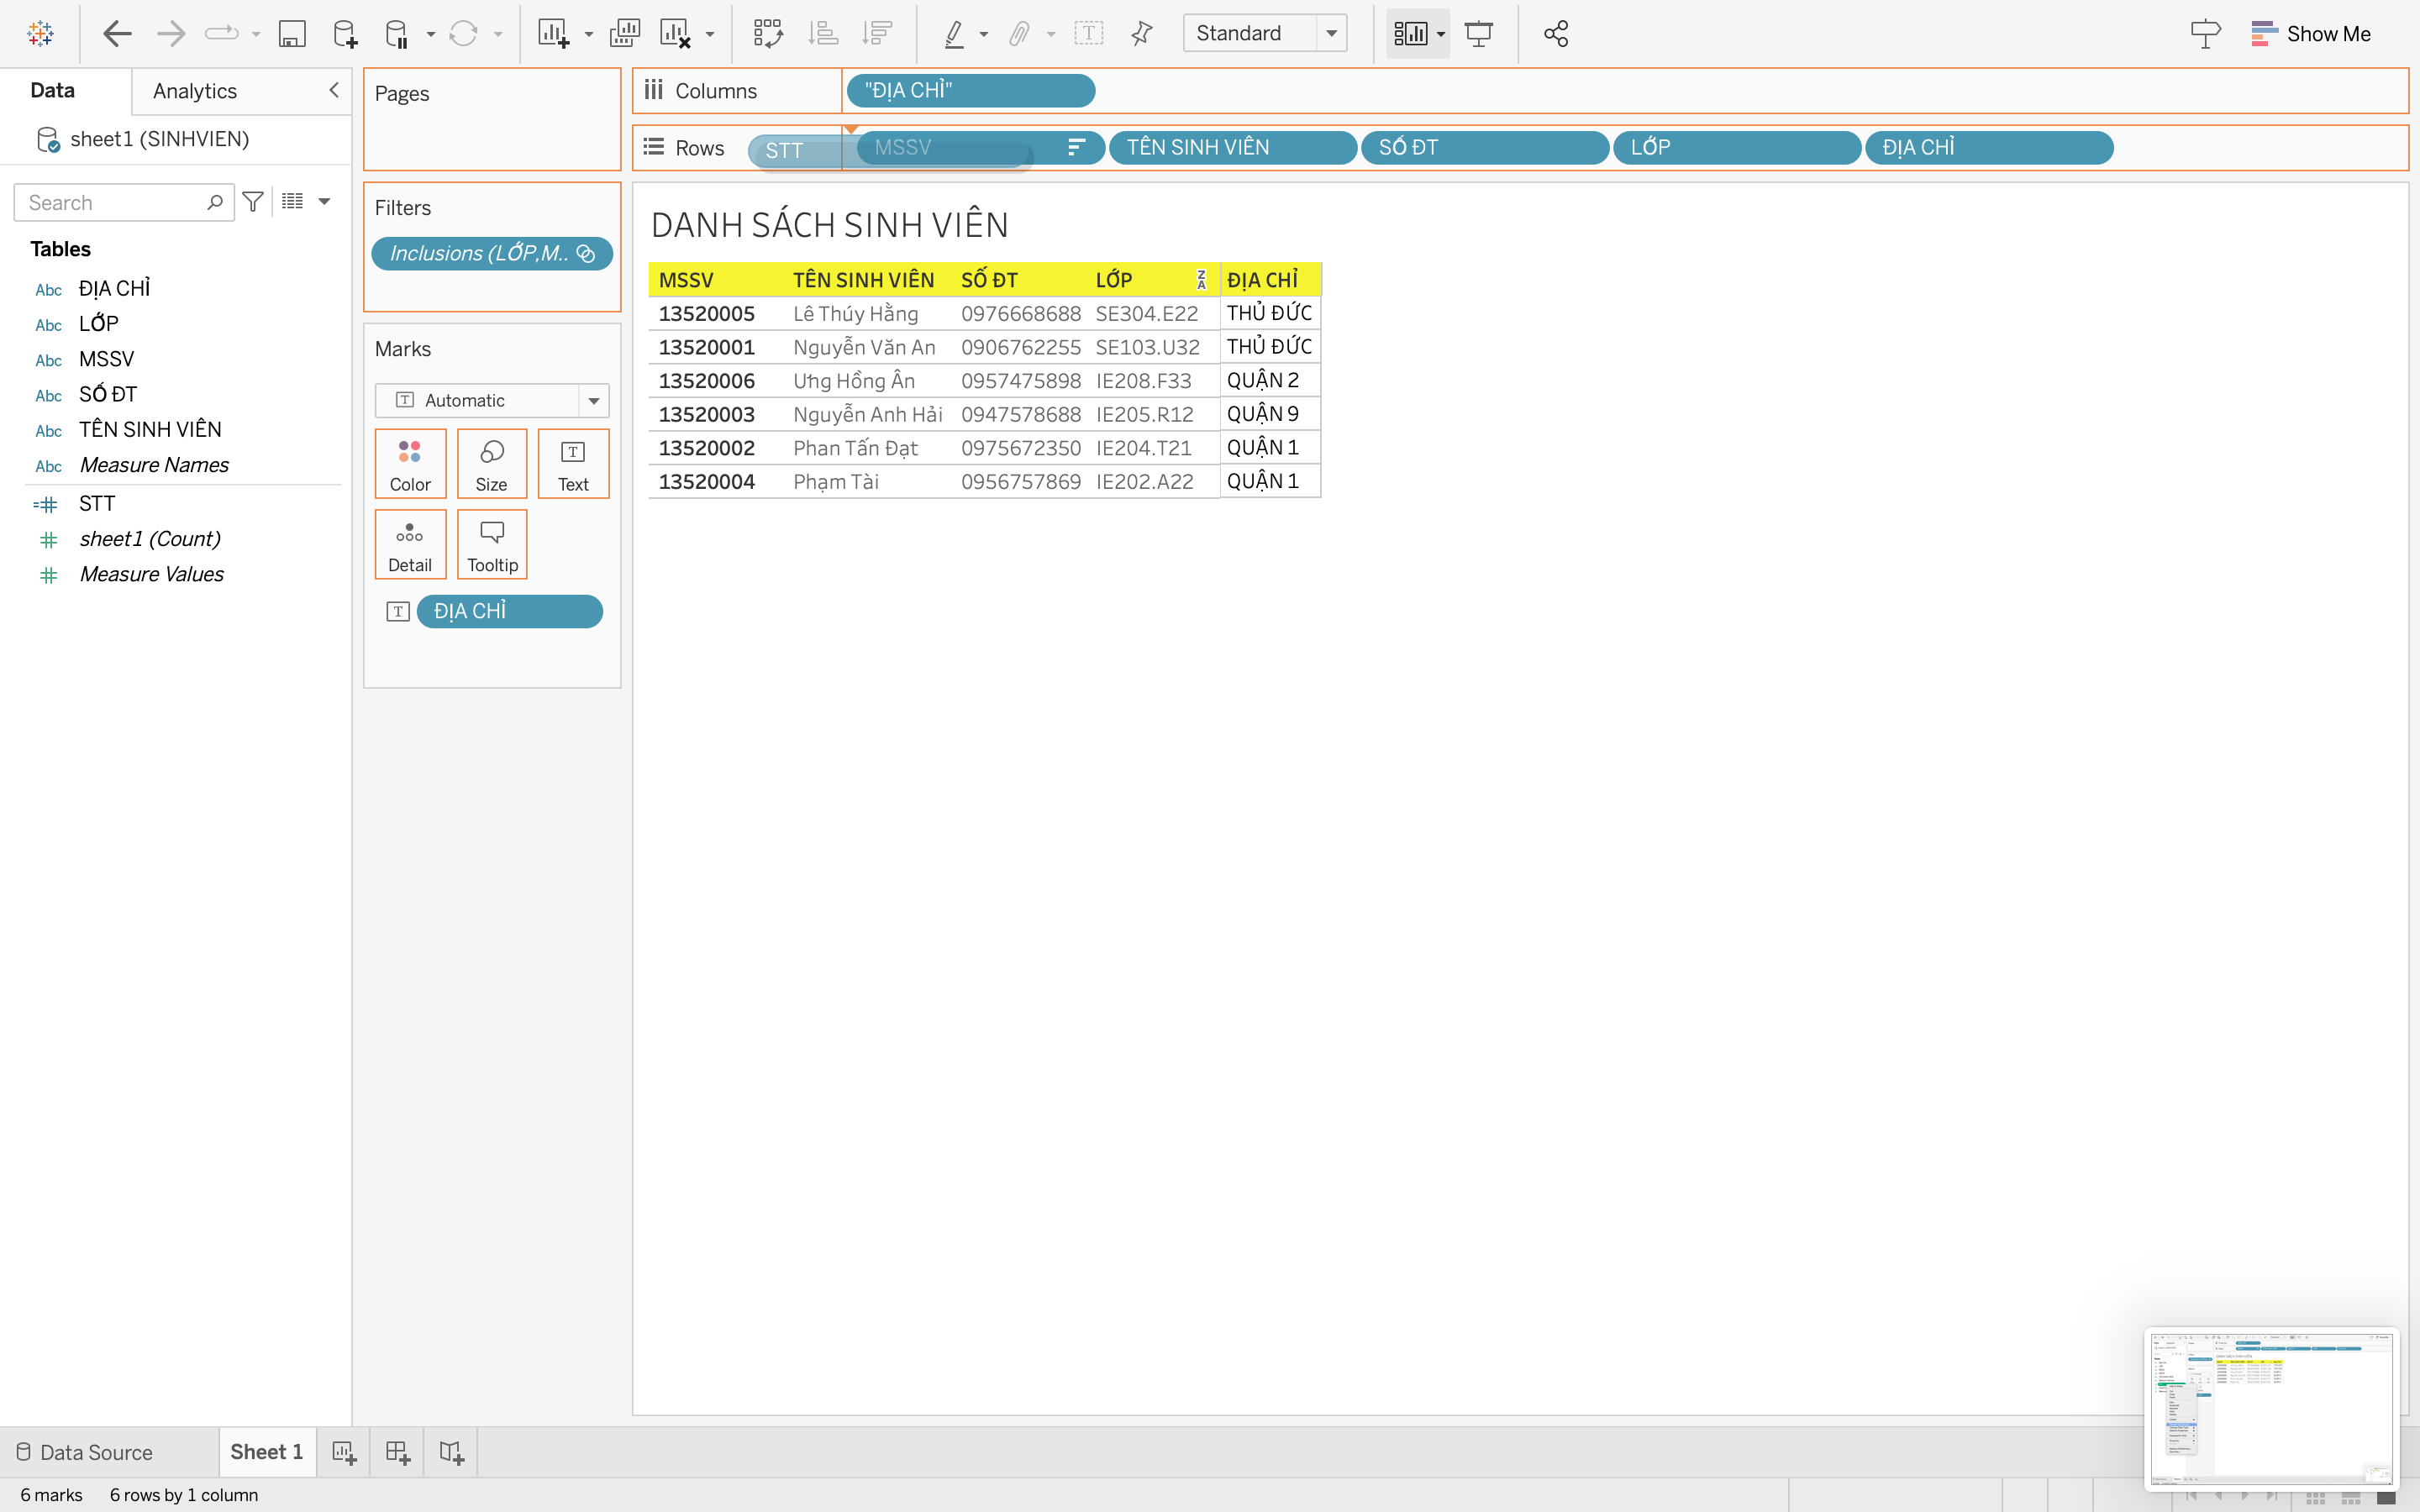 Standard
Show Me
Data
Analytics
sheet1 (SINHVIEN)
Search
Tables
Abc ĐỊA CHỈ
Abc LỚP
Abc MSSV
Abc SỐ ĐT
Abc TÊN SINH VIÊN
Abc Measure Names
=# STT
# sheet1 (Count)
# Measure Values
Pages
Filters
Inclusions (LỚP,M..
Marks
Automatic
Color
Size
Text
Detail
Tooltip
ĐỊA CHỈ
Columns
"ĐỊA CHỈ"
Rows
STT
MSSV
TÊN SINH VIÊN
SỐ ĐT
LỚP
ĐỊA CHỈ
DANH SÁCH SINH VIÊN
MSSV TÊN SINH VIÊN SỐ ĐT LỚP ĐỊA CHỈ
13520005 Lê Thúy Hằng 0976668688 SE304.E22 THỦ ĐỨC
13520001 Nguyễn Văn An 0906762255 SE103.U32 THỦ ĐỨC
13520006 Ưng Hồng Ân 0957475898 IE208.F33 QUẬN 2
13520003 Nguyễn Anh Hải 0947578688 IE205.R12 QUẬN 9
13520002 Phan Tấn Đạt 0975672350 IE204.T21 QUẬN 1
13520004 Phạm Tài 0956757869 IE202.A22 QUẬN 1
Data Source
Sheet 1
6 marks
6 rows by 1 column